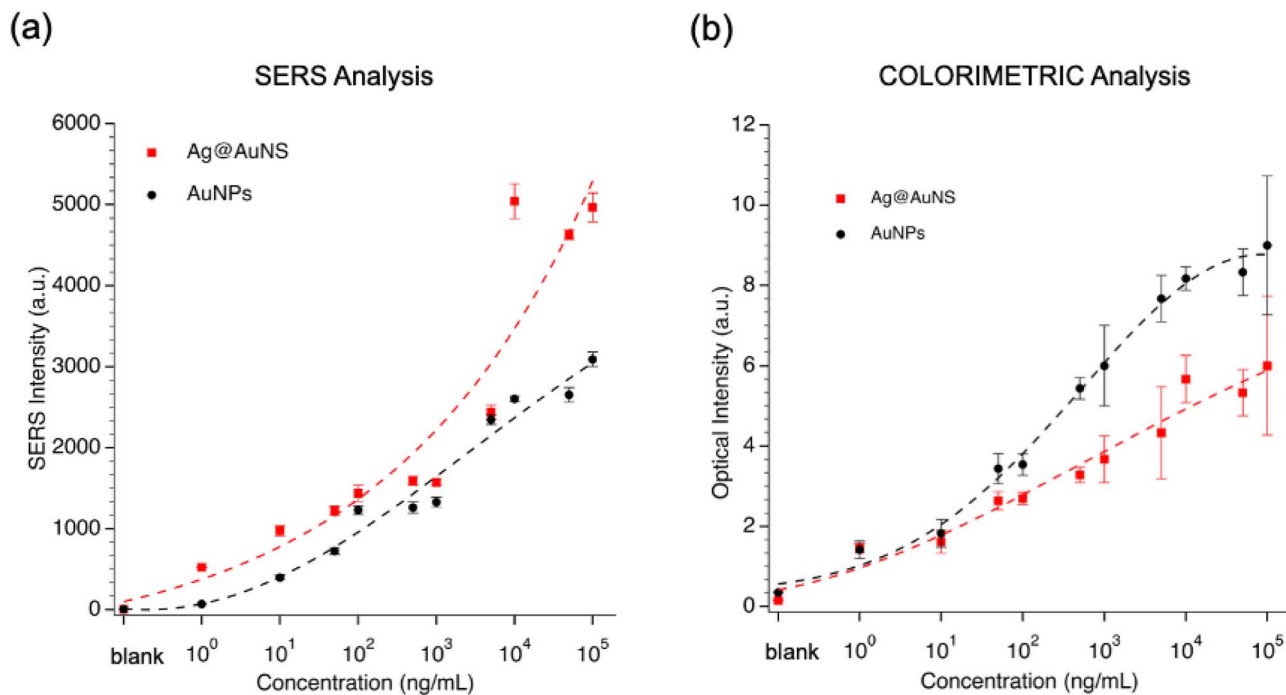 (a)
SERS Analysis
6000
5000
4000
3000
2000
1000
0
SERS Intensity (a.u.)
Ag@AuNS
AuNPs
blank 10⁰ 10¹ 10² 10³ 10⁴ 10⁵
Concentration (ng/mL)
(b)
COLORIMETRIC Analysis
12
10
8
6
4
2
0
Optical Intensity (a.u.)
Ag@AuNS
AuNPs
blank 10⁰ 10¹ 10² 10³ 10⁴ 10⁵
Concentration (ng/mL)